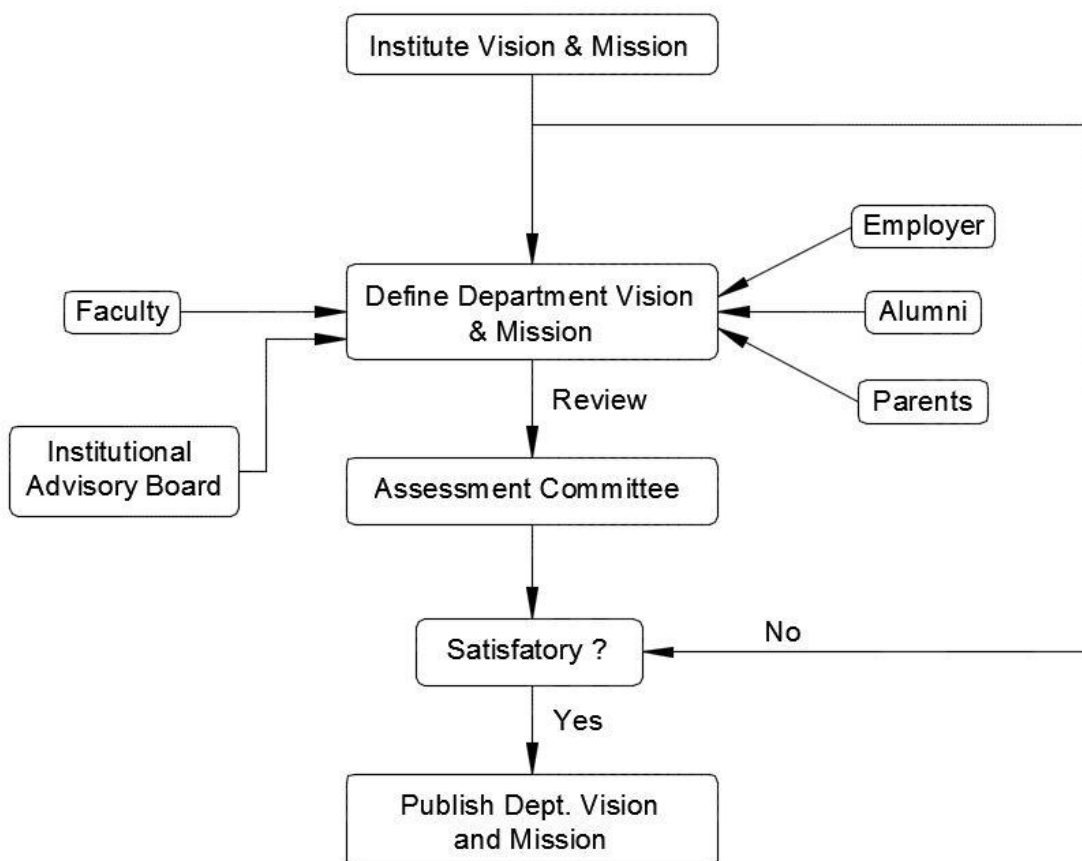 Institute Vision & Mission
Employer
Define Department Vision
& Mission
Faculty
Alumni
Parents
Review
Institutional
Advisory Board
Assessment Committee
No
Satisfatory ?
Yes
Publish Dept. Vision
and Mission